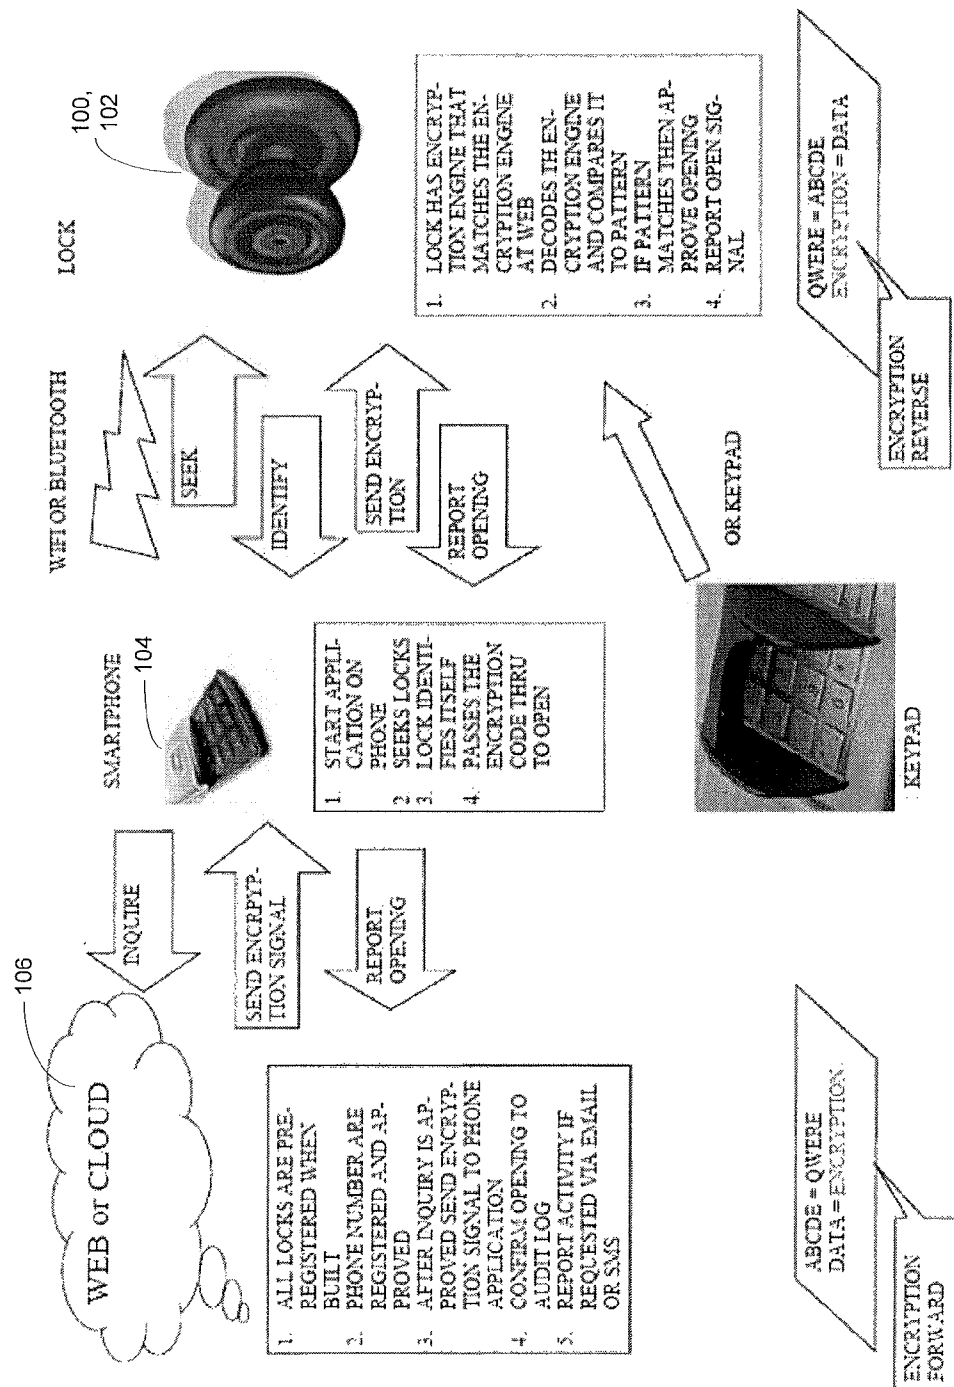 WEB or CLOUD
106
1. ALL LOCKS ARE PRE-
REGISTERED WHEN
BUILT
2. PHONE NUMBER ARE
REGISTERED AND AP-
PROVED
3. AFTER INQUIRY IS AP-
PROVED SEND ENCRYP-
TION SIGNAL TO PHONE
APPLICATION
4. CONFIRM OPENING TO
AUDIT LOG
5. REPORT ACTIVITY IF
REQUESTED VIA EMAIL
OR SMS
INQUIRE
SEND ENCRPYP-
TION SIGNAL
REPORT
OPENING
SMARTPHONE
104
1. START APPLI-
CATION ON
PHONE
2 SEEKS LOCKS
3. LOCK IDENTI-
FIES ITSELF
4. PASSES THE
ENCRYPTION
CODE THRU
TO OPEN
WIFI OR BLUETOOTH
SEEK
IDENTIFY
SEND ENCRYP-
TION
REPORT
OPENING
LOCK
100,
102
1. LOCK HAS ENCRYP-
TION ENGINE THAT
MATCHES THE EN-
CRYPTION ENGINE
AT WEB
2. DECODES TH EN-
CRYPTION ENGINE
AND COMPARES IT
TO PATTERN
3. IF PATTERN
MATCHES THEN AP-
PROVE OPENING
4. REPORT OPEN SIG-
NAL
OR KEYPAD
: KEYPAD
ABCDE = QWERE
DATA = ENCRYPTION.
ENCRYPTION
FORWARD
QWERE = ABCDE
ENCRYPTION = DATA
ENCRYPTION
REVERSE